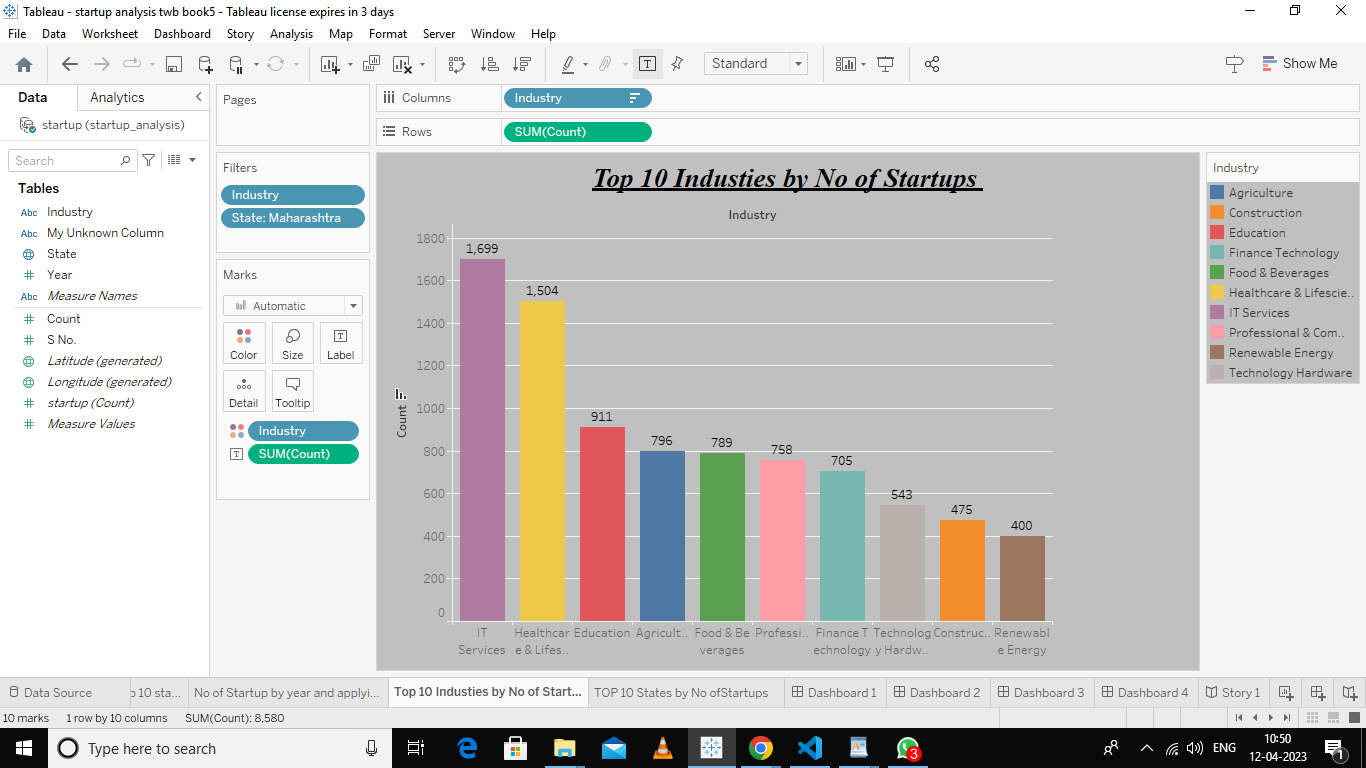 Tableau - startup analysis twb book5 - Tableau license expires in 3 days
File Data Worksheet Dashboard Story Analysis Map Format Server Window Help
Standard
Show Me
Data
Analytics
startup (startup_analysis)
Search
Tables
Abc Industry
Abc My Unknown Column
State
# Year
Abc Measure Names
# Count
# S No.
Latitude (generated)
Longitude (generated)
# startup (Count)
# Measure Values
Pages
Filters
Industry
State: Maharashtra
Marks
Automatic
Color
Size
Label
Detail
Tooltip
Industry
SUM(Count)
Columns
Industry
Rows
SUM(Count)
Top 10 Industies by No of Startups
Industry
Count
1800
1600
1400
1200
1000
800
600
400
200
0
1,699
1,504
911
796
789
758
705
543
475
400
IT
Services
Healthcar
e & Lifes..
Education
Agricult..
Food & Be
verages
Professi..
Finance T
echnology
Technolog
y Hardw..
Construc..
Renewabl
e Energy
Industry
Agriculture
Construction
Education
Finance Technology
Food & Beverages
Healthcare & Lifescie..
IT Services
Professional & Com..
Renewable Energy
Technology Hardware
Data Source
p 10 sta...
No of Startup by year and applyi...
Top 10 Industies by No of Start...
TOP 10 States by No ofStartups
Dashboard 1
Dashboard 2
Dashboard 3
Dashboard 4
Story 1
10 marks
1 row by 10 columns
SUM(Count): 8,580
Type here to search
3
ENG
10:50
12-04-2023
1